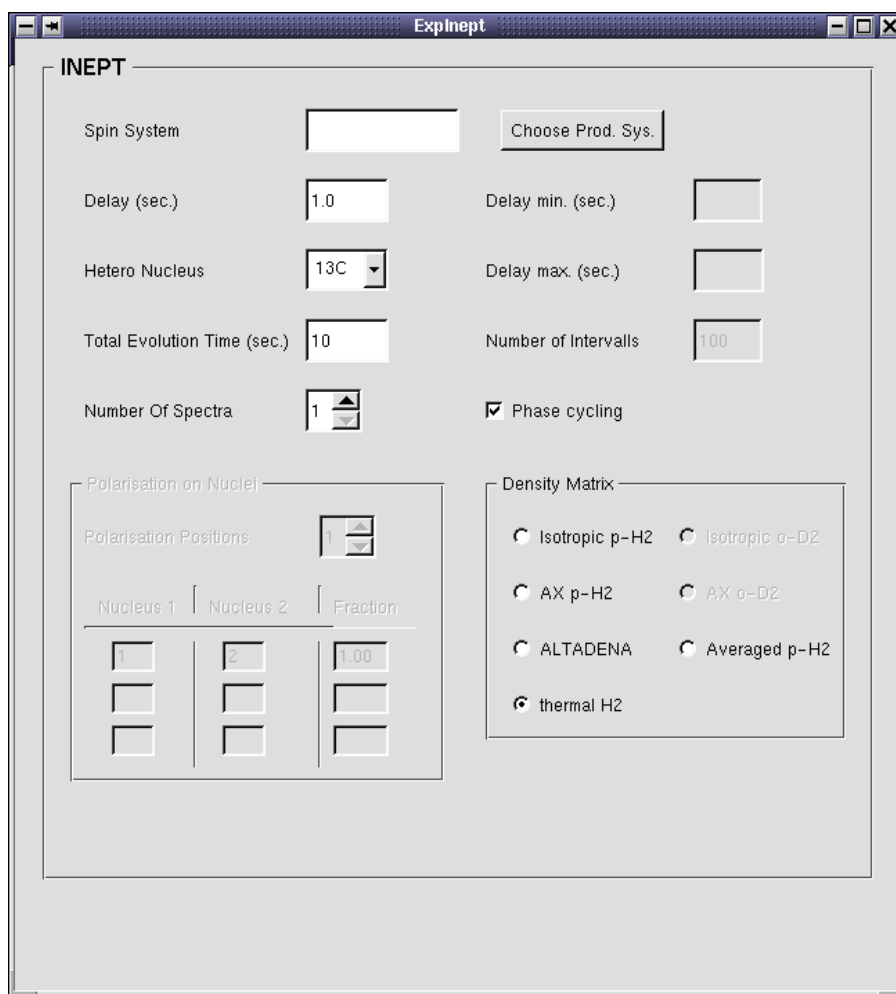 ExpInept
INEPT
Spin System
Choose Prod. Sys.
Delay (sec.) 1.0 Delay min. (sec.)
Hetero Nucleus 13C Delay max. (sec.)
Total Evolution Time (sec.) 10 Number of Intervalls 100
Number Of Spectra 1 Phase cycling
Polarisation on Nuclei
Polarisation Positions 1
Nucleus 1 Nucleus 2 Fraction
1 2 1.00
Density Matrix
Isotropic p-H2 Isotropic o-D2
AX p-H2 AX o-D2
ALTADENA Averaged p-H2
thermal H2